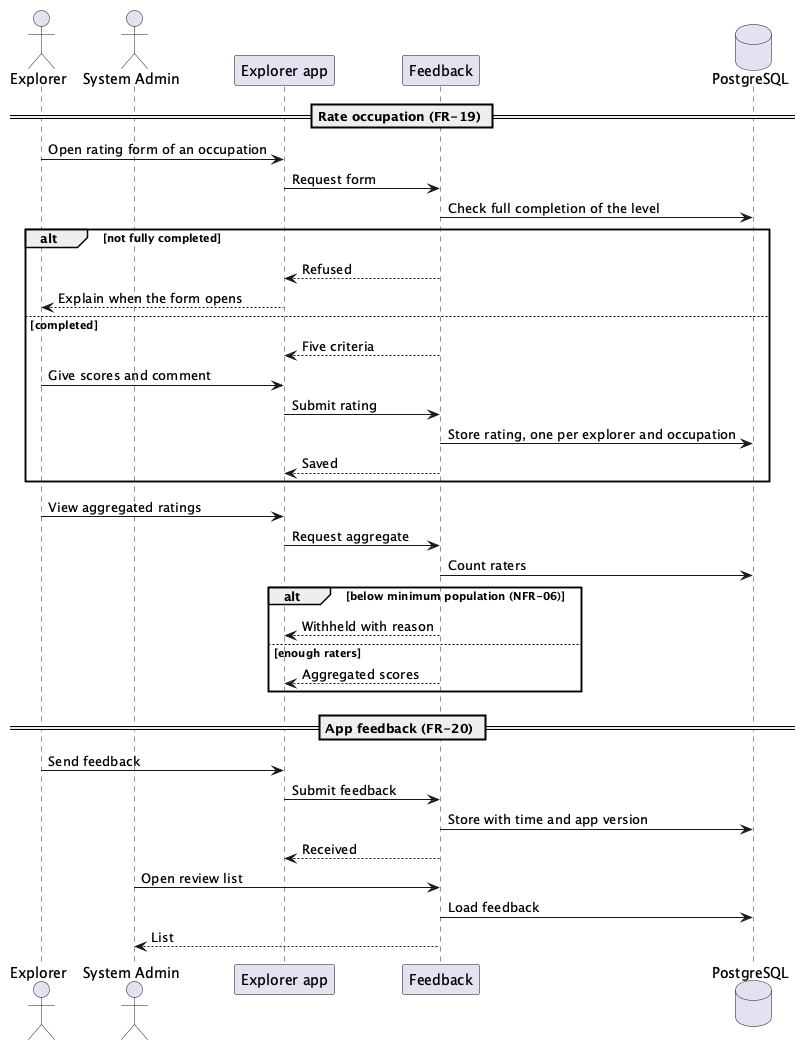 Explorer
System Admin
Explorer app
Feedback
PostgreSQL
Rate occupation (FR-19)
Open rating form of an occupation
Request form
Check full completion of the level
alt
[not fully completed]
Refused
Explain when the form opens
[completed]
Five criteria
Give scores and comment
Submit rating
Store rating, one per explorer and occupation
Saved
View aggregated ratings
Request aggregate
Count raters
alt
[below minimum population (NFR-06)]
Withheld with reason
[enough raters]
Aggregated scores
App feedback (FR-20)
Send feedback
Submit feedback
Store with time and app version
Received
Open review list
Load feedback
List
Explorer
System Admin
Explorer app
Feedback
PostgreSQL